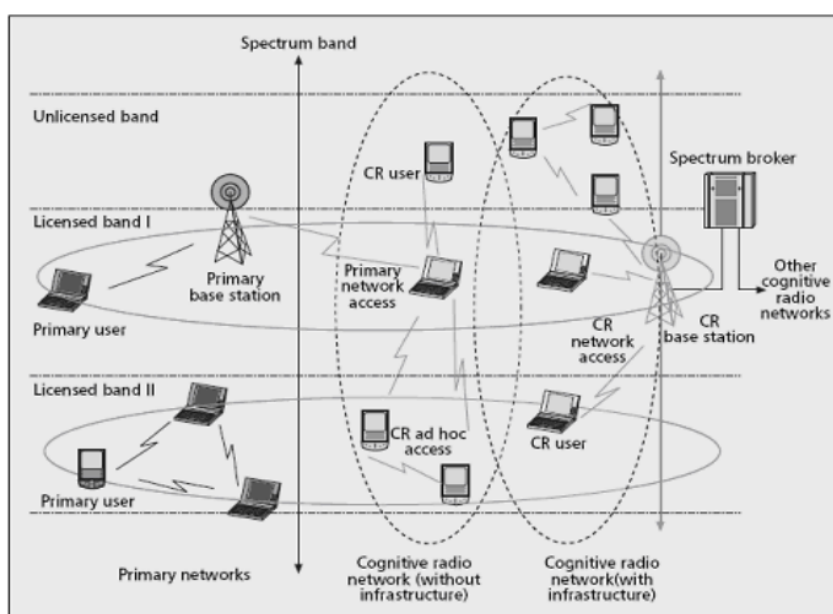 Spectrum band
Unlicensed band
CR user
Spectrum broker
Licensed band I
Primary
base station
Primary
network
access
Primary user
CR
network
access
CR
base station
Other
cognitive
radio
networks
Licensed band II
CR ad hoc
access
CR user
Primary user
Primary networks
Cognitive radio
network (without
infrastructure)
Cognitive radio
network(with
infrastructure)